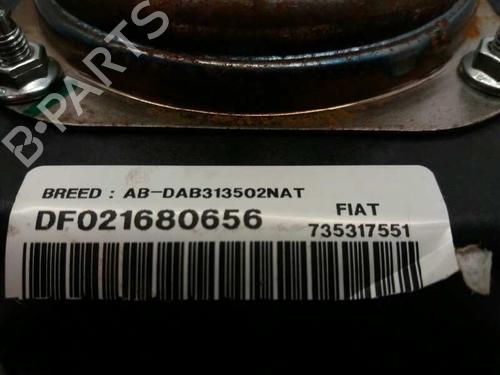 B-PARTS
BREED : AB-DAB313502NAT
DF021680656
FIAT
735317551